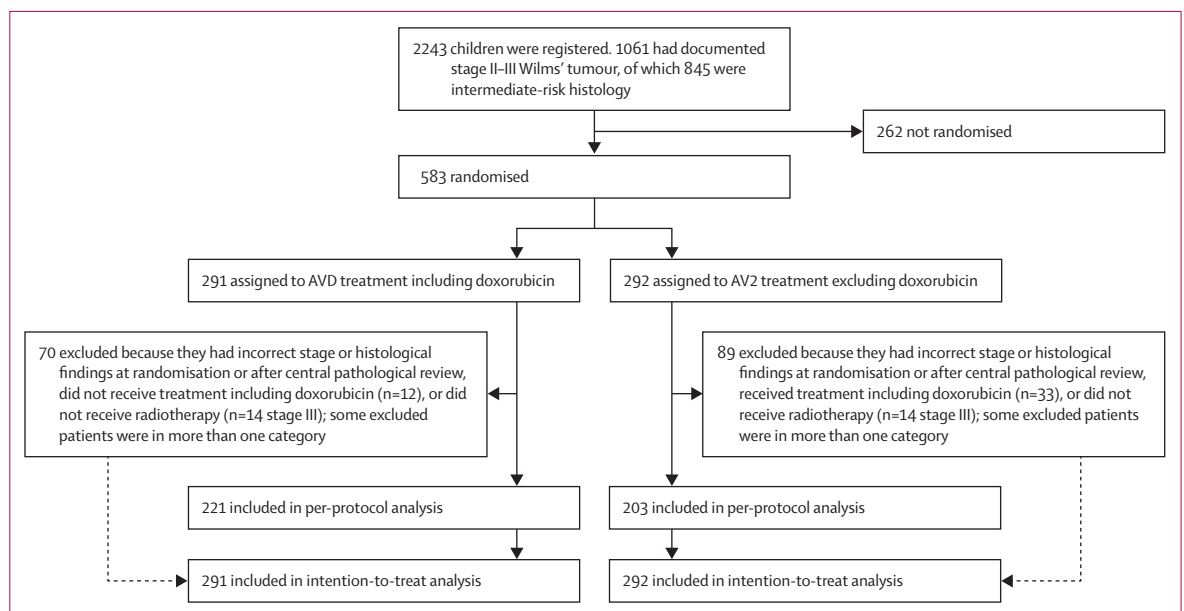 2243 children were registered. 1061 had documented
stage II–III Wilms’ tumour, of which 845 were
intermediate-risk histology
262 not randomised
583 randomised
291 assigned to AVD treatment including doxorubicin
292 assigned to AV2 treatment excluding doxorubicin
70 excluded because they had incorrect stage or histological
findings at randomisation or after central pathological review,
did not receive treatment including doxorubicin (n=12), or did
not receive radiotherapy (n=14 stage III); some excluded
patients were in more than one category
89 excluded because they had incorrect stage or histological
findings at randomisation or after central pathological review,
received treatment including doxorubicin (n=33), or did not
receive radiotherapy (n=14 stage III); some excluded patients
were in more than one category
221 included in per-protocol analysis
203 included in per-protocol analysis
291 included in intention-to-treat analysis
292 included in intention-to-treat analysis